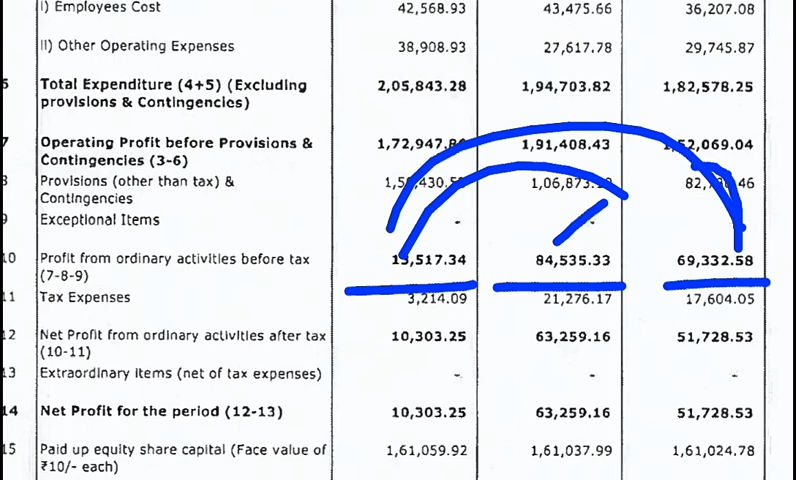 I) Employees Cost 42,568.93 43,475.66 36,207.08
II) Other Operating Expenses 38,908.93 27,617.78 29,745.87
Total Expenditure (4+5) (Excluding 2,05,843.28 1,94,703.82 1,82,578.25
provisions & Contingencies)
7 Operating Profit before Provisions & 1,91,408.43 1,52,069.04
Contingencies (3-6)
8 Provisions (other than tax) &
Contingencies
9 Exceptional Items - -
10 Profit from ordinary activities before tax 13,517.34 84,535.33 69,332.58
(7-8-9)
11 Tax Expenses 3,214.09 21,276.17 17,604.05
12 Net Profit from ordinary activities after tax 10,303.25 63,259.16 51,728.53
(10-11)
13 Extraordinary items (net of tax expenses) - - -
14 Net Profit for the period (12-13) 10,303.25 63,259.16 51,728.53
15 Paid up equity share capital (Face value of 1,61,059.92 1,61,037.99 1,61,024.78
₹10/- each)